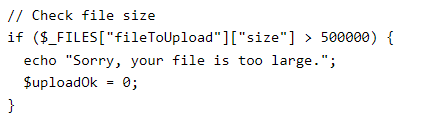 // Check file size
if ($_FILES["fileToUpload"]["size"] > 500000) {
  echo "Sorry, your file is too large.";
  $uploadOk = 0;
}